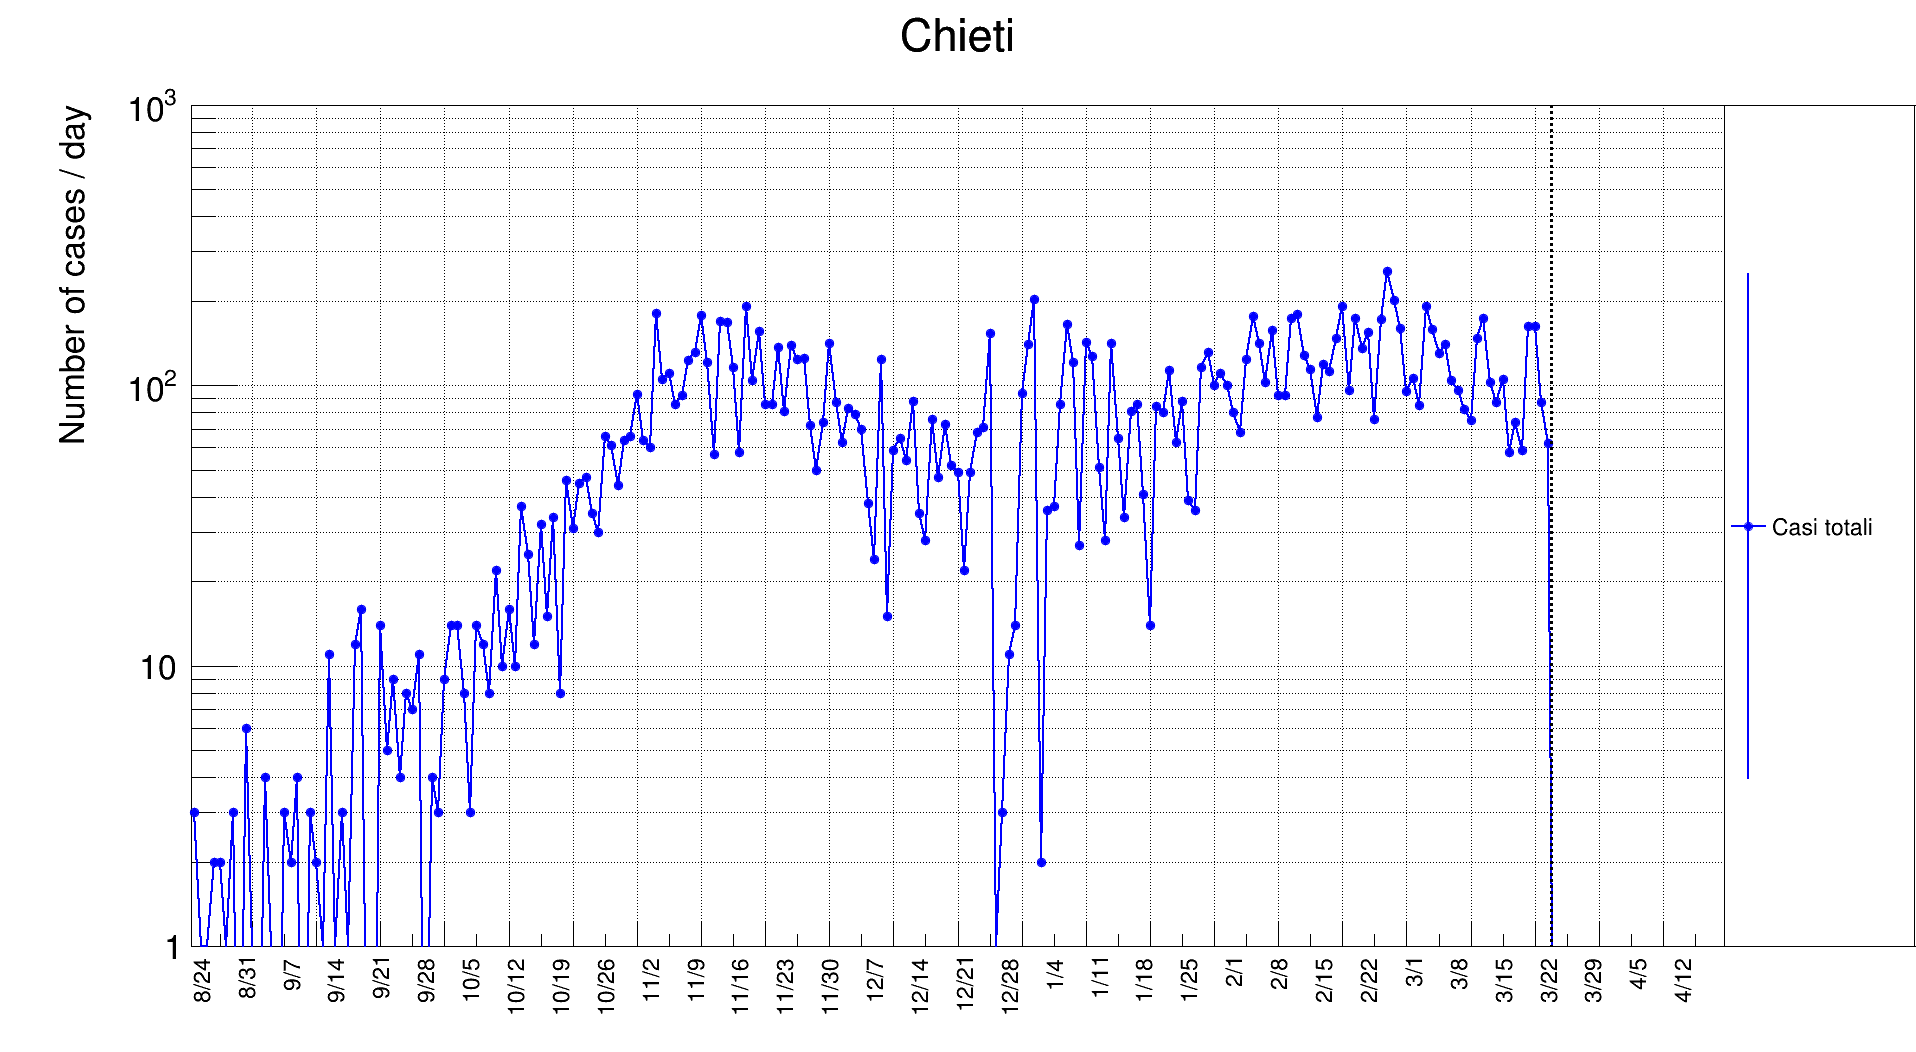 Chieti
Number of cases / day
10³
10²
10
1
8/24 8/31 9/7 9/14 9/21 9/28 10/5 10/12 10/19 10/26 11/2 11/9 11/16 11/23 11/30 12/7 12/14 12/21 12/28 1/4 1/11 1/18 1/25 2/1 2/8 2/15 2/22 3/1 3/8 3/15 3/22 3/29 4/5 4/12
Casi totali